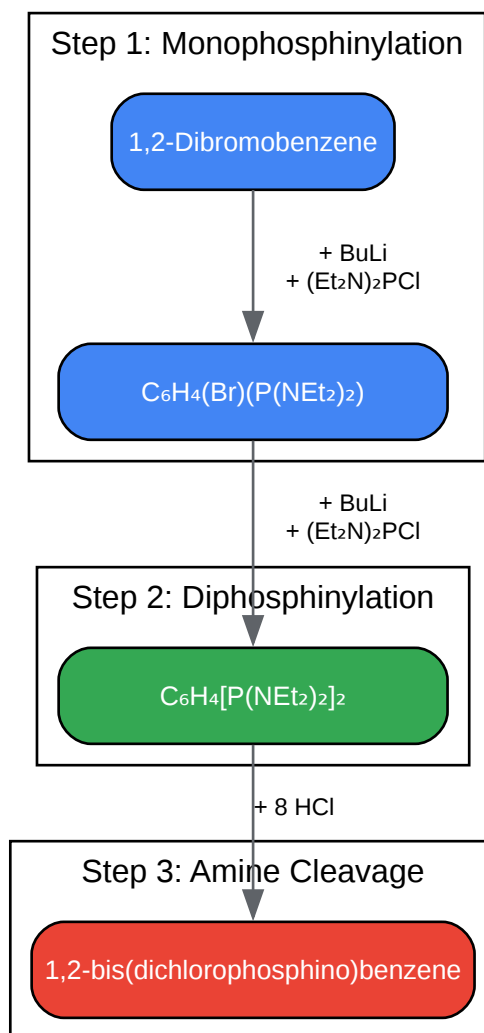 Step 1: Monophosphinylation
1,2-Dibromobenzene
+ BuLi
+ (Et₂N)₂PCl
C₆H₄(Br)(P(NEt₂)₂)
+ BuLi
+ (Et₂N)₂PCl
Step 2: Diphosphinylation
C₆H₄[P(NEt₂)₂]₂
+ 8 HCl
Step 3: Amine Cleavage
1,2-bis(dichlorophosphino)benzene